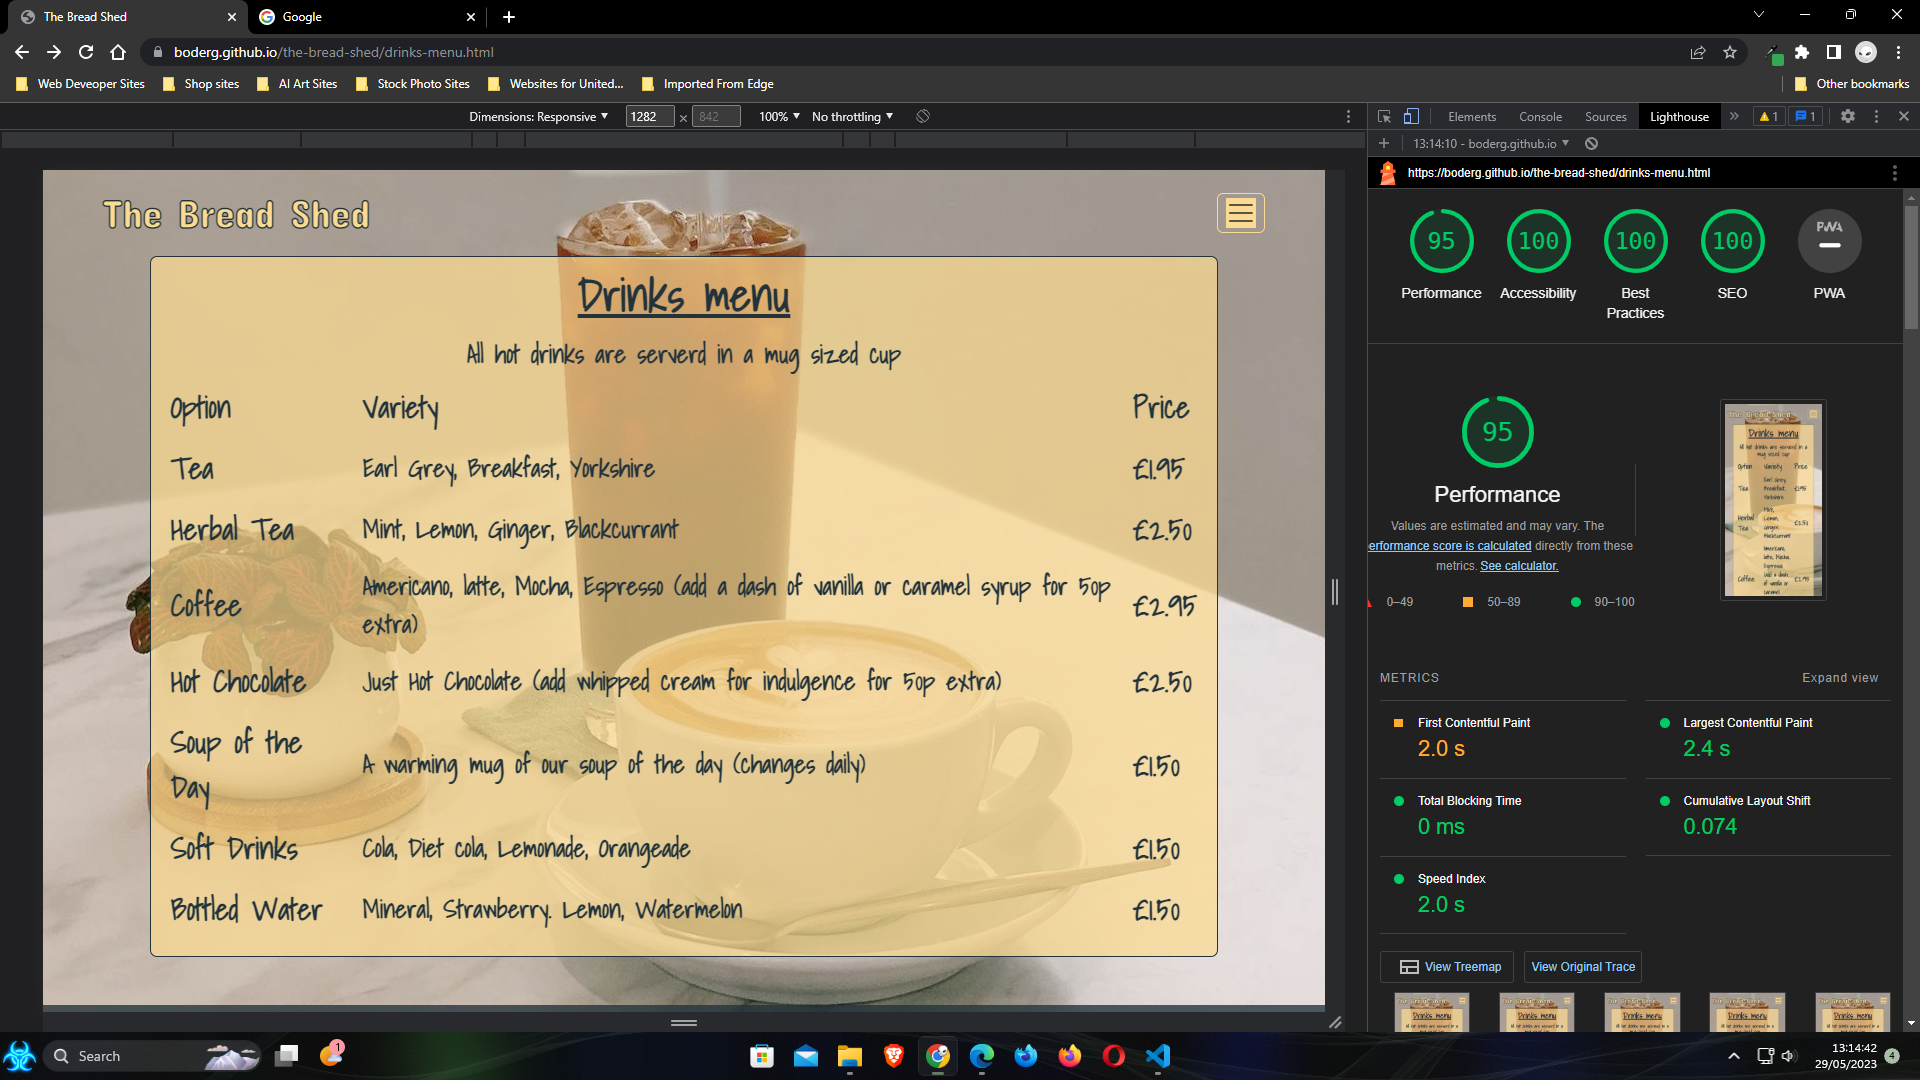 The Bread Shed
Google
boderg.github.io/the-bread-shed/drinks-menu.html
Web Deveoper Sites
Shop sites
AI Art Sites
Stock Photo Sites
Websites for United...
Imported From Edge
Other bookmarks
Dimensions: Responsive
1282 × 842
100%
No throttling
Elements
Console
Sources
Lighthouse
1
1
13:14:10 - boderg.github.io
https://boderg.github.io/the-bread-shed/drinks-menu.html
The Bread Shed
Drinks menu
All hot drinks are serverd in a mug sized cup
Option Variety Price
Tea Earl Grey, Breakfast, Yorkshire £1.95
Herbal Tea Mint, Lemon, Ginger, Blackcurrant £2.50
Coffee Americano, latte, Mocha, Espresso (add a dash of vanilla or caramel syrup for 50p
extra) £2.95
Hot Chocolate Just Hot Chocolate (add whipped cream for indulgence for 50p extra) £2.50
Soup of the
Day A warming mug of our soup of the day (changes daily) £1.50
Soft Drinks Cola, Diet cola, Lemonade, Orangeade £1.50
Bottled Water Mineral, Strawberry. Lemon, Watermelon £1.50
95 100 100 100 PWA
Performance Accessibility Best
Practices SEO PWA
95
Performance
Values are estimated and may vary. The
erformance score is calculated directly from these
metrics. See calculator.
0–49 50–89 90–100
METRICS
Expand view
First Contentful Paint
2.0 s
Largest Contentful Paint
2.4 s
Total Blocking Time
0 ms
Cumulative Layout Shift
0.074
Speed Index
2.0 s
View Treemap
View Original Trace
Drinks menu
Drinks menu
Drinks menu
Drinks menu
Drinks menu
Search
1
13:14:42
29/05/2023
4